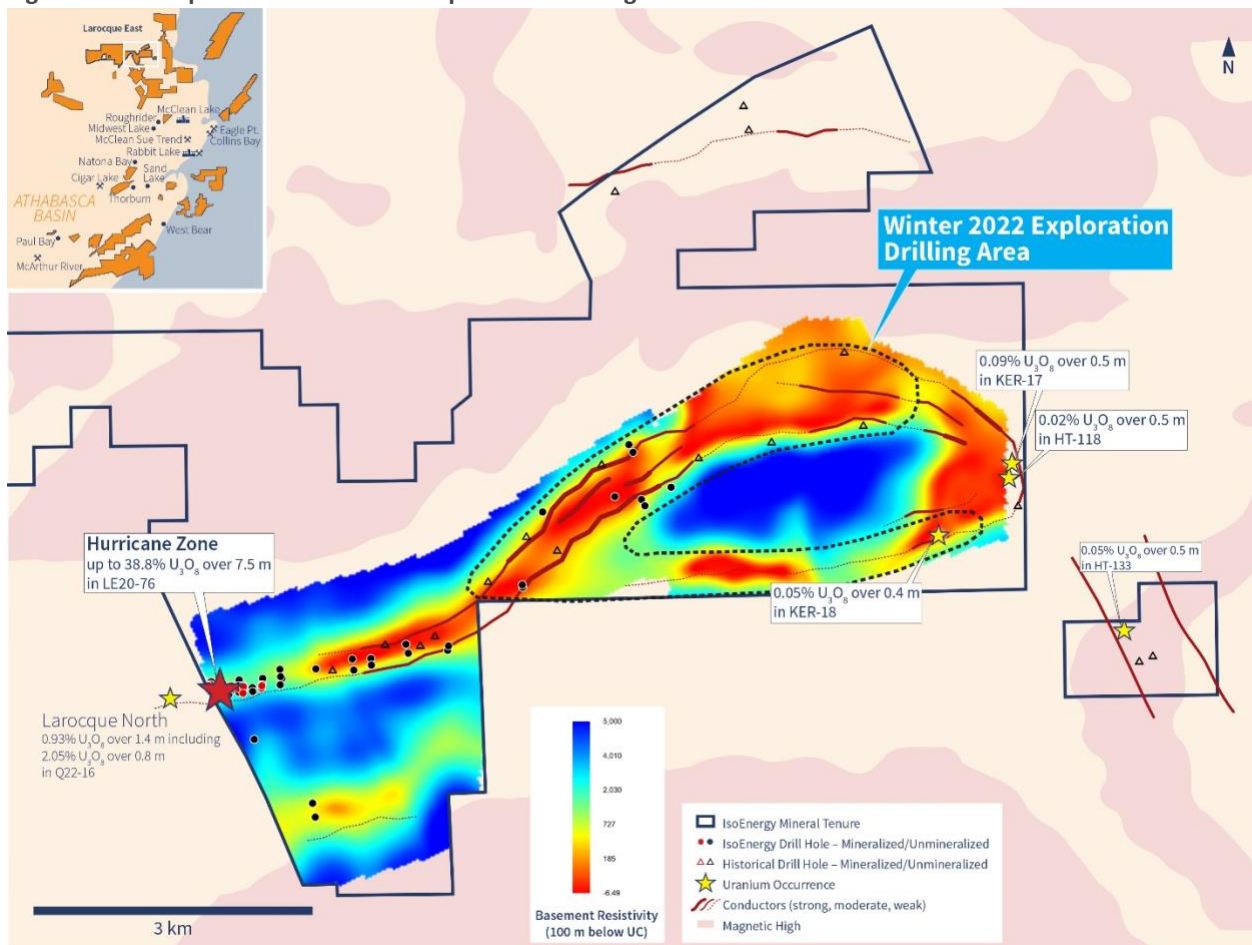 Larocque East
McClean Lake
Roughrider
Midwest Lake
McClean Sue Trend
Eagle Pt.
Collins Bay
Rabbit Lake
Natona Bay
Sand
Lake
Cigar Lake
Thorburn
ATHABASCA
BASIN
West Bear
Paul Bay
McArthur River
N
Winter 2022 Exploration
Drilling Area
0.09% U₃O₈ over 0.5 m
in KER-17
0.02% U₃O₈ over 0.5 m
in HT-118
Hurricane Zone
up to 38.8% U₃O₈ over 7.5 m
in LE20-76
0.05% U₃O₈ over 0.5 m
in HT-133
0.05% U₃O₈ over 0.4 m
in KER-18
Larocque North
0.93% U₃O₈ over 1.4 m including
2.05% U₃O₈ over 0.8 m
in Q22-16
5,000
4,010
2,030
727
185
-6.49
Basement Resistivity
(100 m below UC)
IsoEnergy Mineral Tenure
IsoEnergy Drill Hole – Mineralized/Unmineralized
Historical Drill Hole – Mineralized/Unmineralized
Uranium Occurrence
Conductors (strong, moderate, weak)
Magnetic High
3 km